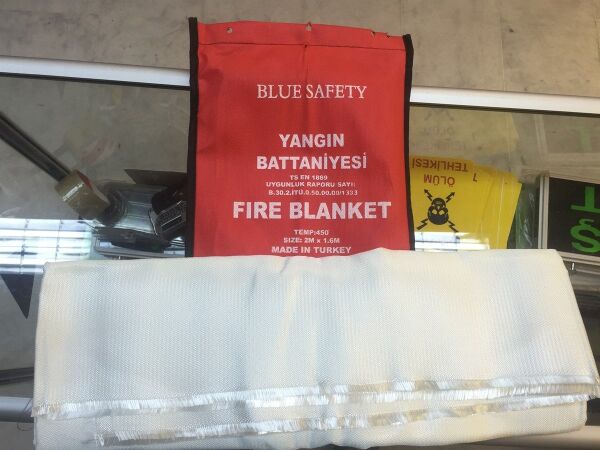 BLUE SAFETY
YANGIN
BATTANİYESİ
TS EN 1869
UYGUNLUK RAPORU SAYI:
B.30.2.İTÜ.0.50.00.00/1333
FIRE BLANKET
TEMP:450
SIZE: 2M x 1.6M
MADE IN TURKEY
ÖLÜM
TEHLİKESİ